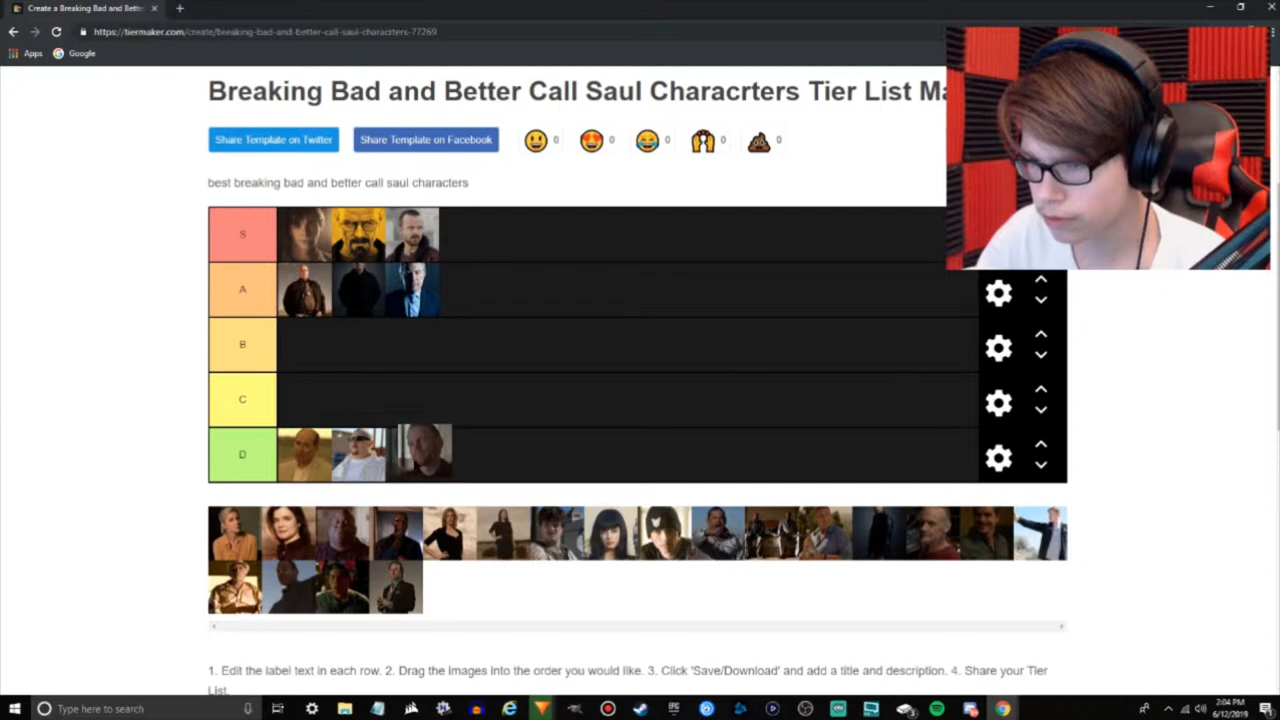 Create a Breaking Bad and Bette
https://tiermaker.com/create/breaking-bad-and-better-call-saul-characrters-77269
Apps Google
Breaking Bad and Better Call Saul Characrters Tier List Ma
Share Template on Twitter Share Template on Facebook 0 0 0 0 0
best breaking bad and better call saul characters
S
A
B
C
D
1. Edit the label text in each row. 2. Drag the images into the order you would like. 3. Click 'Save/Download' and add a title and description. 4. Share your Tier
List.
Type here to search
2:04 PM
6/12/2019